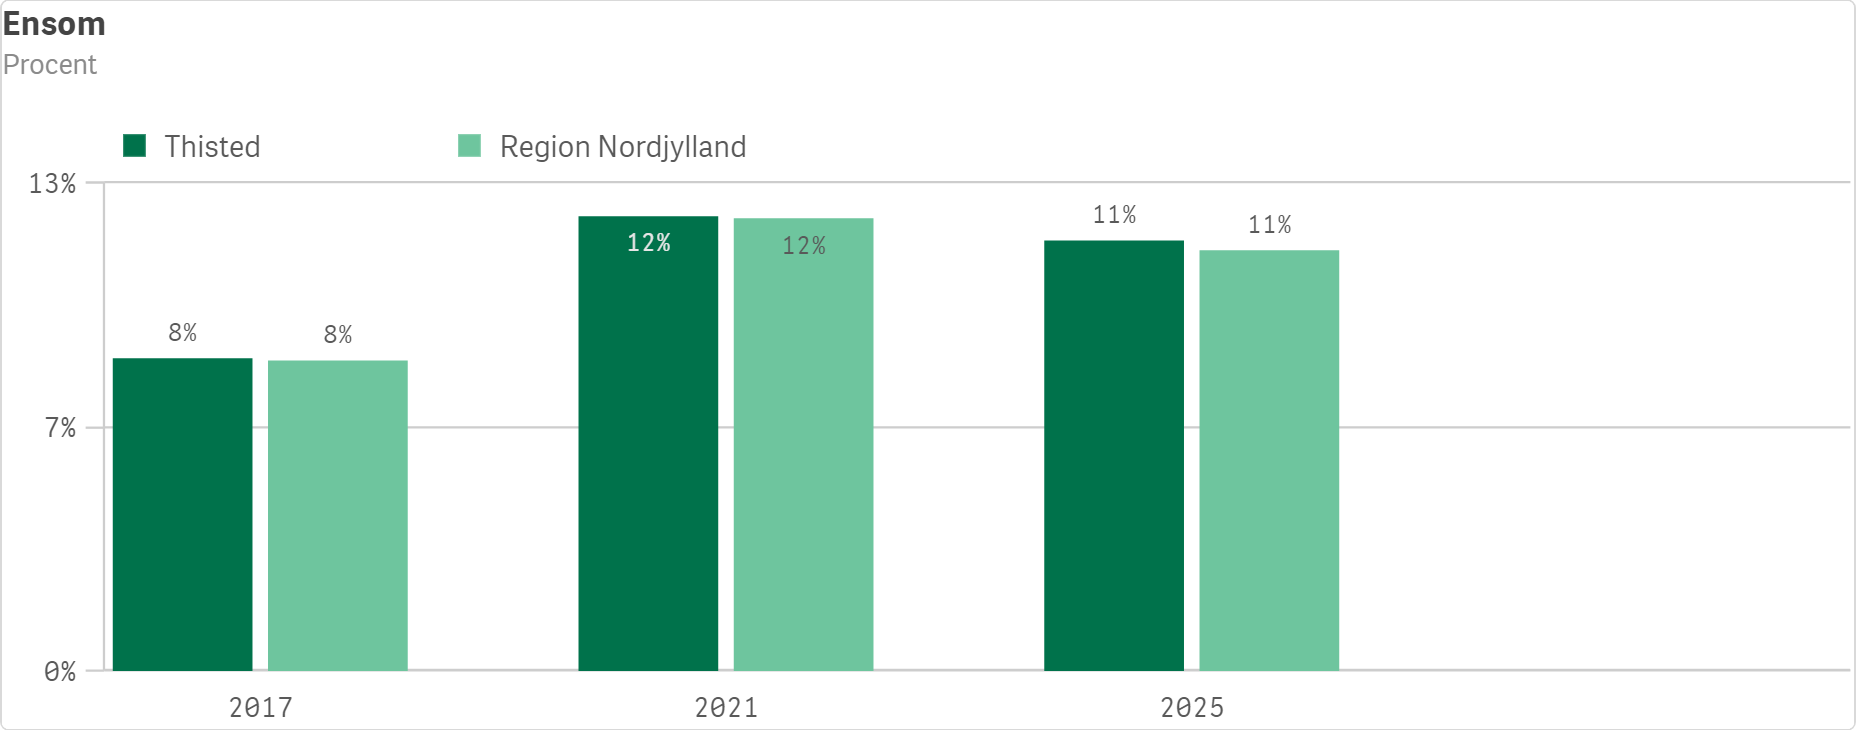 Ensom
Procent
Thisted Region Nordjylland
13%
11%
11%
12%
12%
8%
8%
7%
0%
2017 2021 2025